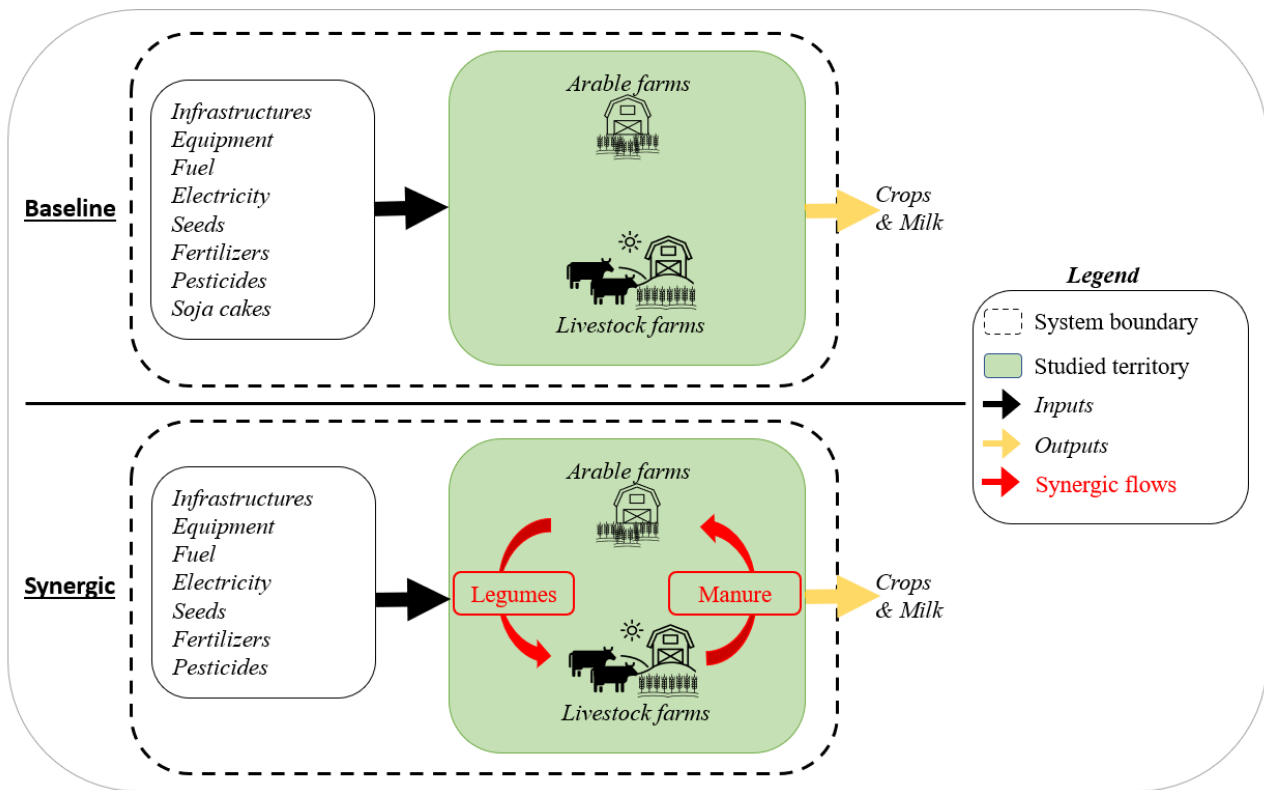 Baseline
Infrastructures
Equipment
Fuel
Electricity
Seeds
Fertilizers
Pesticides
Soja cakes
Arable farms
Livestock farms
Crops
& Milk
Synergic
Infrastructures
Equipment
Fuel
Electricity
Seeds
Fertilizers
Pesticides
Arable farms
Legumes
Manure
Livestock farms
Crops
& Milk
Legend
System boundary
Studied territory
Inputs
Outputs
Synergic flows